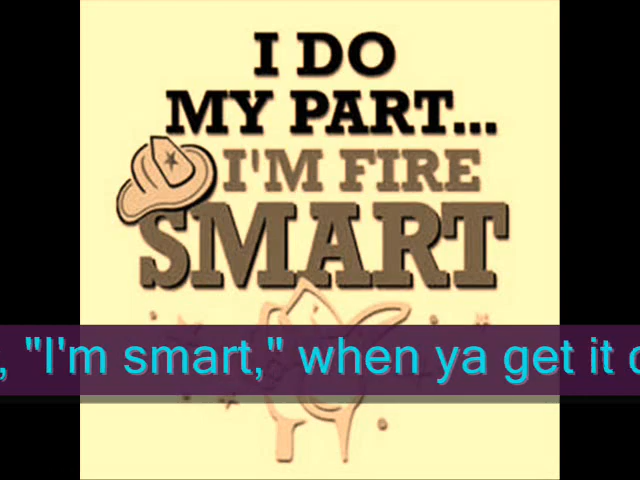 I DO
MY PART...
I'M FIRE
SMART
, "I'm smart," when ya get it